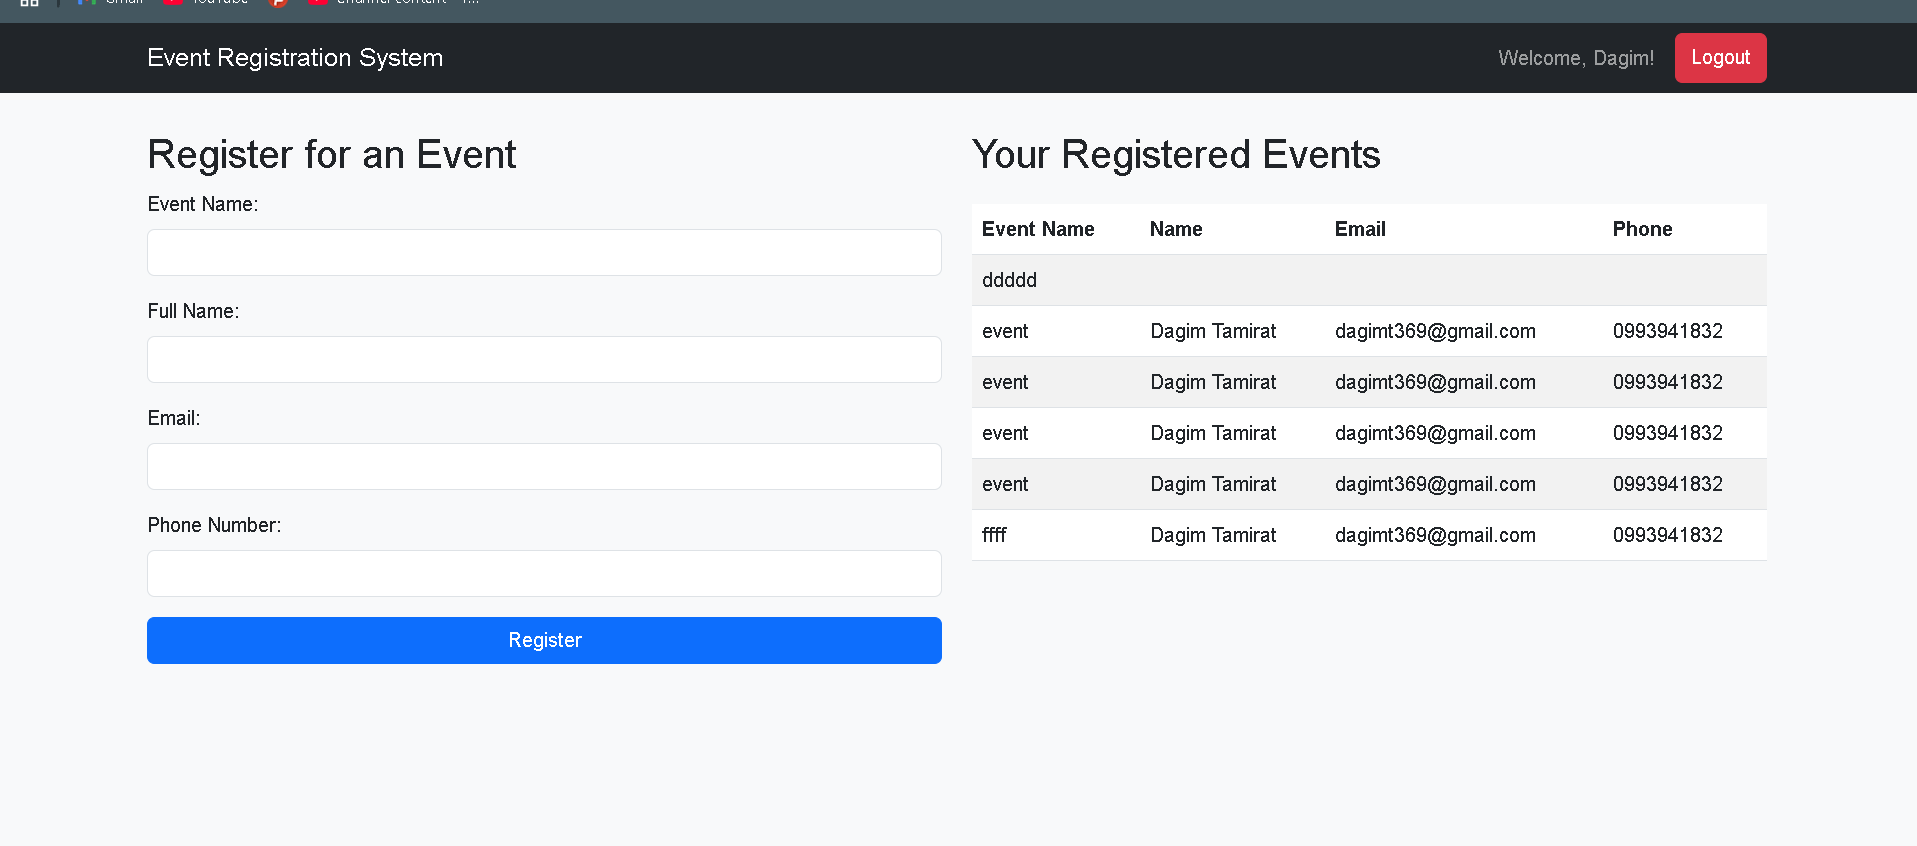 Event Registration System
Welcome, Dagim!
Logout
Register for an Event
Event Name:
Full Name:
Email:
Phone Number:
Register
Your Registered Events
Event Name Name Email Phone
ddddd
event Dagim Tamirat dagimt369@gmail.com 0993941832
event Dagim Tamirat dagimt369@gmail.com 0993941832
event Dagim Tamirat dagimt369@gmail.com 0993941832
event Dagim Tamirat dagimt369@gmail.com 0993941832
ffff Dagim Tamirat dagimt369@gmail.com 0993941832